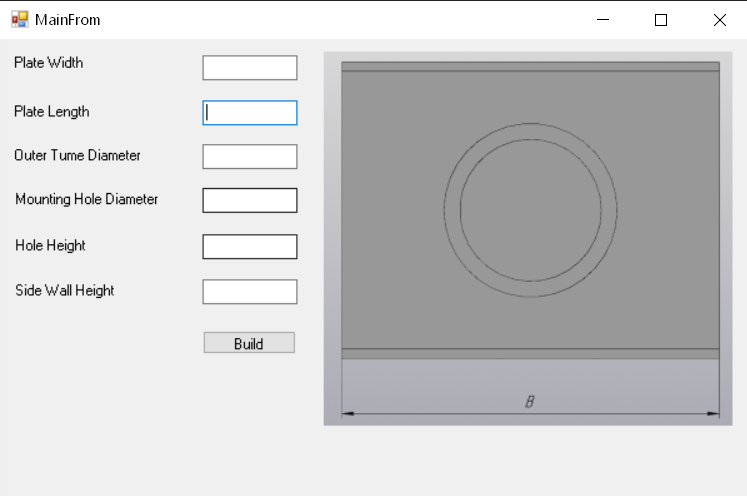 MainFrom
Plate Width
Plate Length
Outer Tume Diameter
Mounting Hole Diameter
Hole Height
Side Wall Height
Build
B